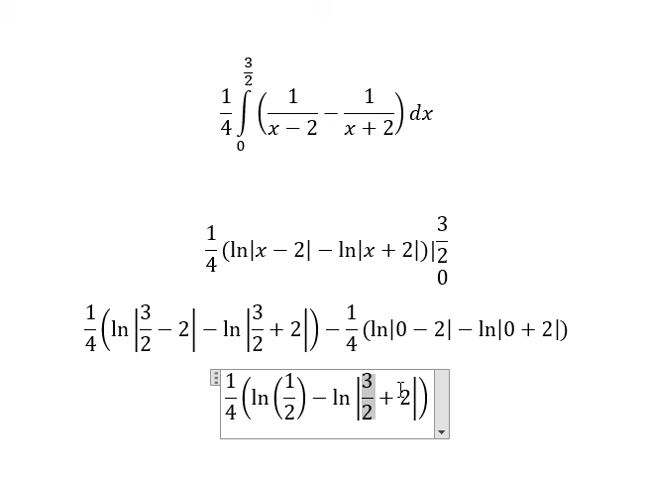 1/4 ∫_0^{3/2} (1/(x − 2) − 1/(x + 2)) dx
1/4 (ln|x − 2| − ln|x + 2|)|_0^{3/2}
1/4 (ln|3/2 − 2| − ln|3/2 + 2|) − 1/4 (ln|0 − 2| − ln|0 + 2|)
1/4 (ln(1/2) − ln|3/2 + 2|)